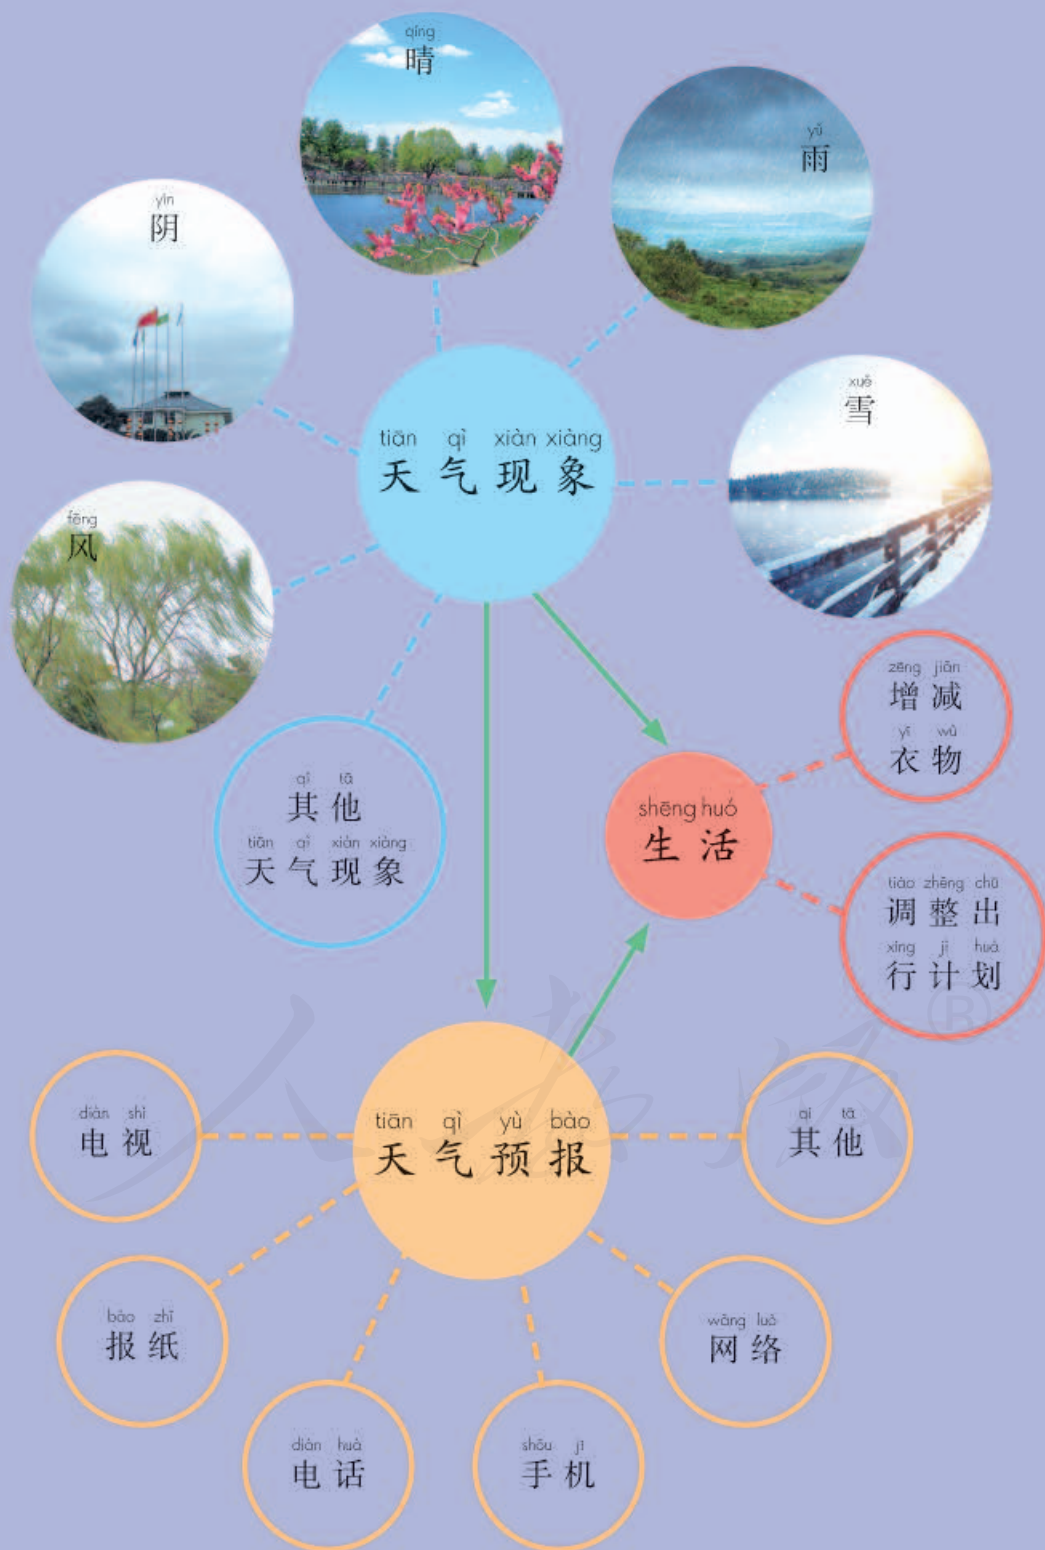 qíng
晴
yǔ
雨
yīn
阴
xuě
雪
tiān qì xiàn xiàng
天气现象
fēng
风
zēng jiǎn
增减
yī wù
衣物
qí tā
其他
tiān qì xiàn xiàng
天气现象
shēng huó
生活
tiáo zhěng chū
调整出
xíng jì huà
行计划
diàn shì
电视
tiān qì yù bào
天气预报
qí tā
其他
bào zhǐ
报纸
wǎng luò
网络
diàn huà
电话
shǒu jī
手机
人教版®